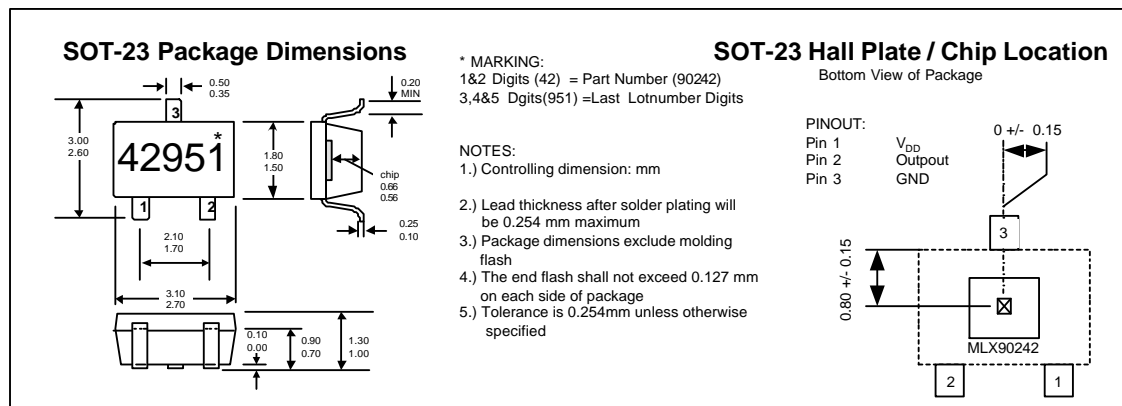 SOT-23 Package Dimensions
0.50
0.35
3
3.00
2.60
42951*
1
2
2.10
1.70
3.10
2.70
0.20
MIN
1.80
1.50
chip
0.66
0.56
0.25
0.10
0.10
0.00
0.90
0.70
1.30
1.00
* MARKING:
1&2 Digits (42) = Part Number (90242)
3,4&5 Dgits(951) =Last Lotnumber Digits
NOTES:
1.) Controlling dimension: mm
2.) Lead thickness after solder plating will
be 0.254 mm maximum
3.) Package dimensions exclude molding
flash
4.) The end flash shall not exceed 0.127 mm
on each side of package
5.) Tolerance is 0.254mm unless otherwise
specified
SOT-23 Hall Plate / Chip Location
Bottom View of Package
PINOUT:
Pin 1 VDD
Pin 2 Outpout
Pin 3 GND
0 +/- 0.15
3
0.80 +/- 0.15
MLX90242
2
1